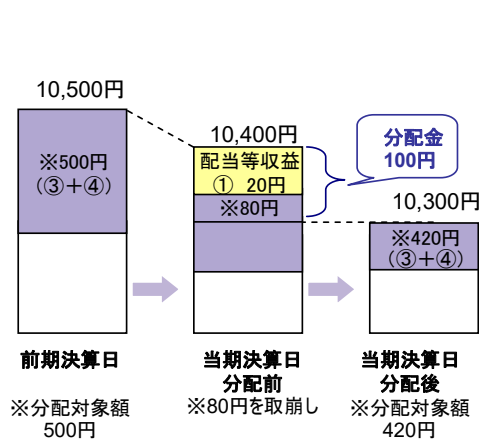 10,500円
※500円
（③＋④）
10,400円
配当等収益
① 20円
※80円
分配金
100円
10,300円
※420円
（③＋④）
前期決算日
※分配対象額
500円
当期決算日
分配前
※80円を取崩し
当期決算日
分配後
※分配対象額
420円